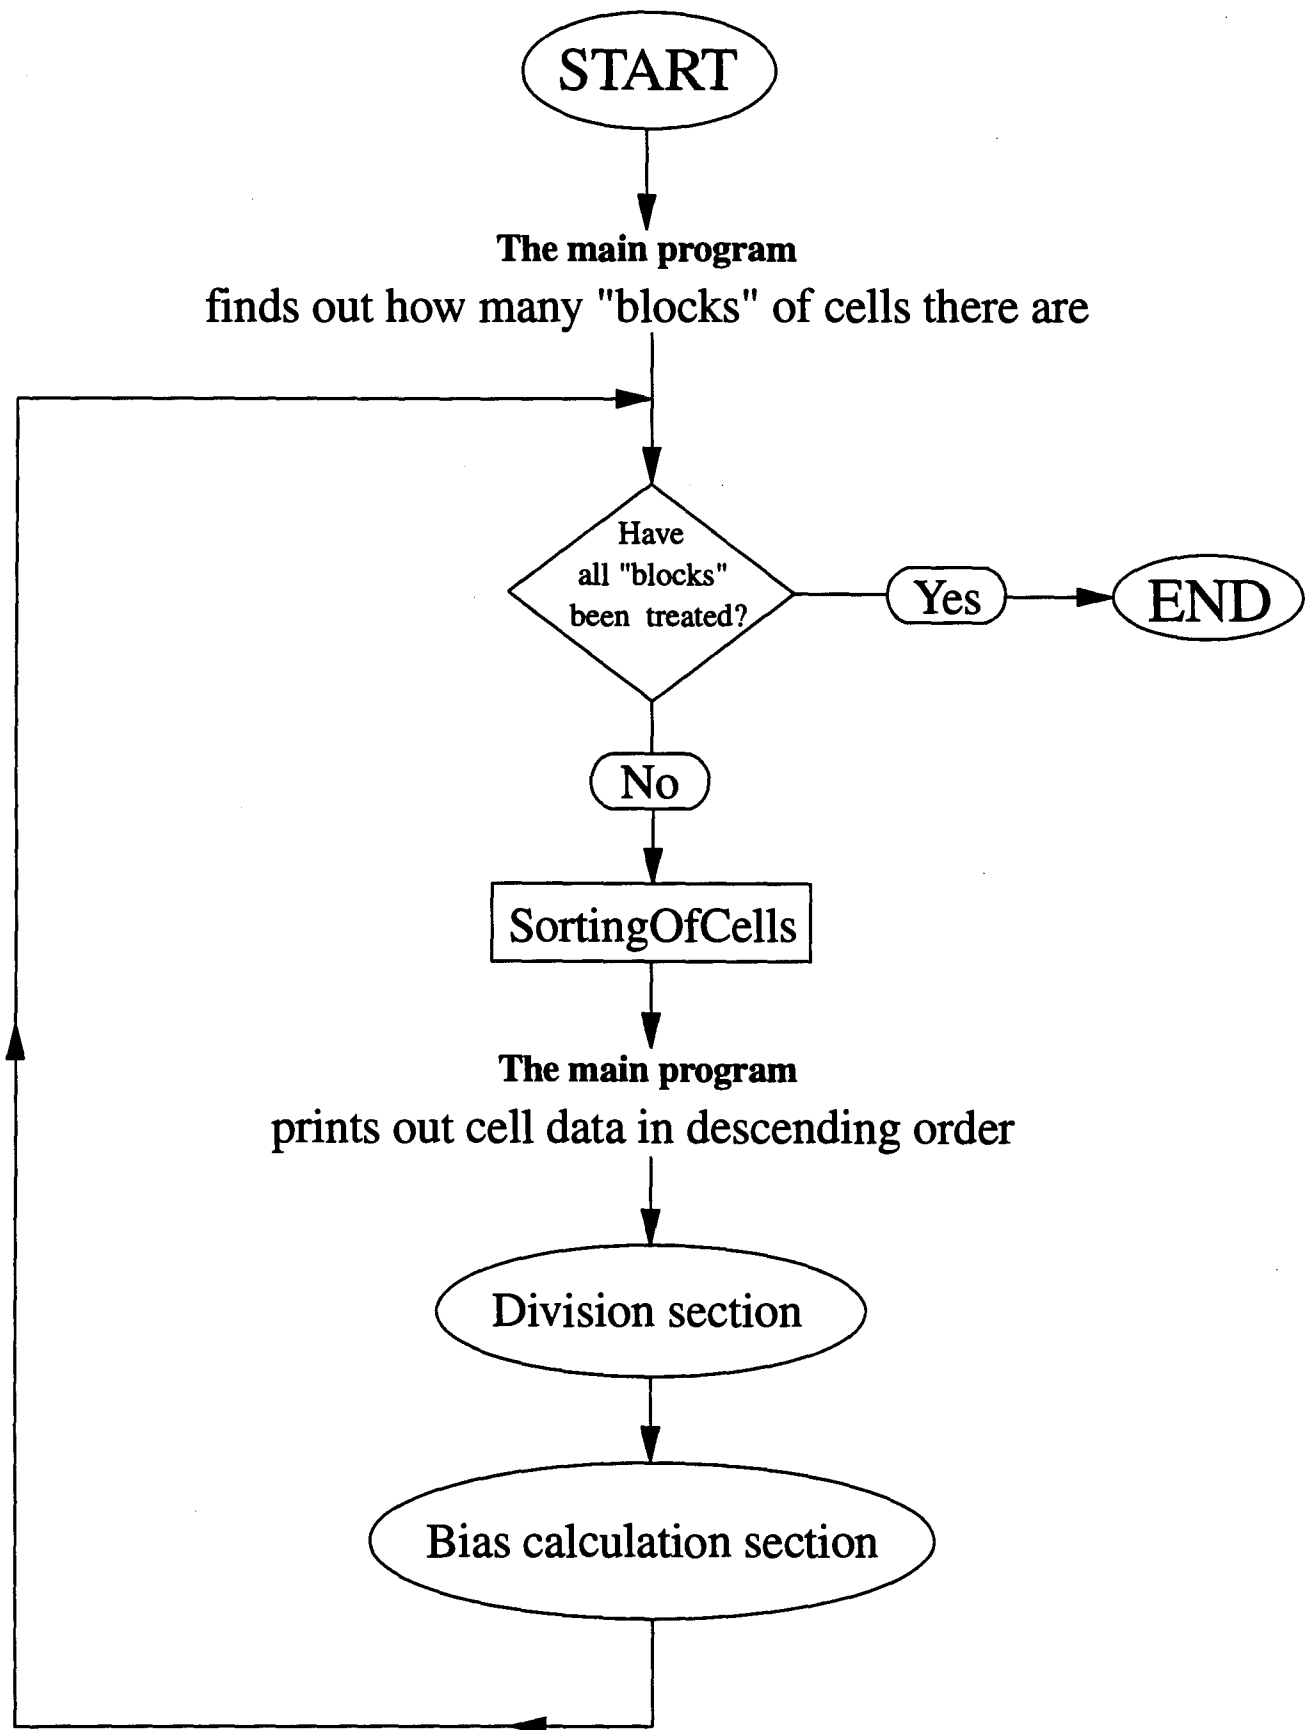 START
The main program
finds out how many "blocks" of cells there are
Have
all "blocks"
been treated?
Yes
END
No
SortingOfCells
The main program
prints out cell data in descending order
Division section
Bias calculation section